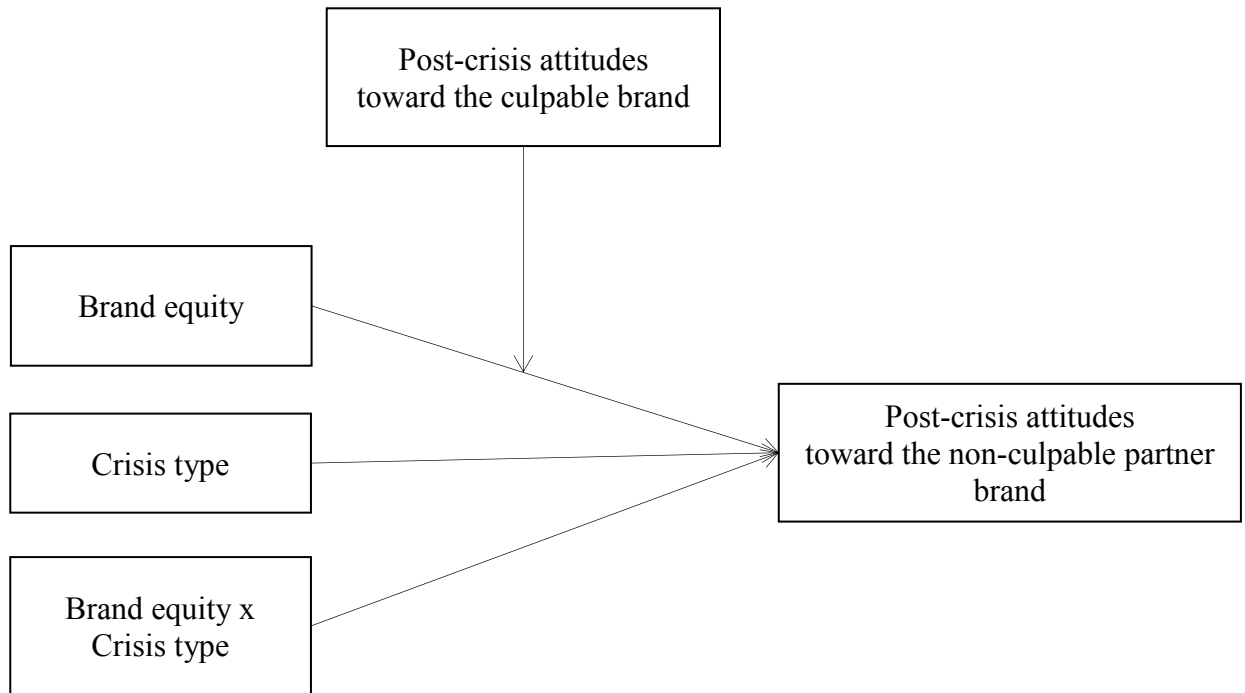 Post-crisis attitudes
toward the culpable brand
Brand equity
Crisis type
Post-crisis attitudes
toward the non-culpable partner
brand
Brand equity x
Crisis type